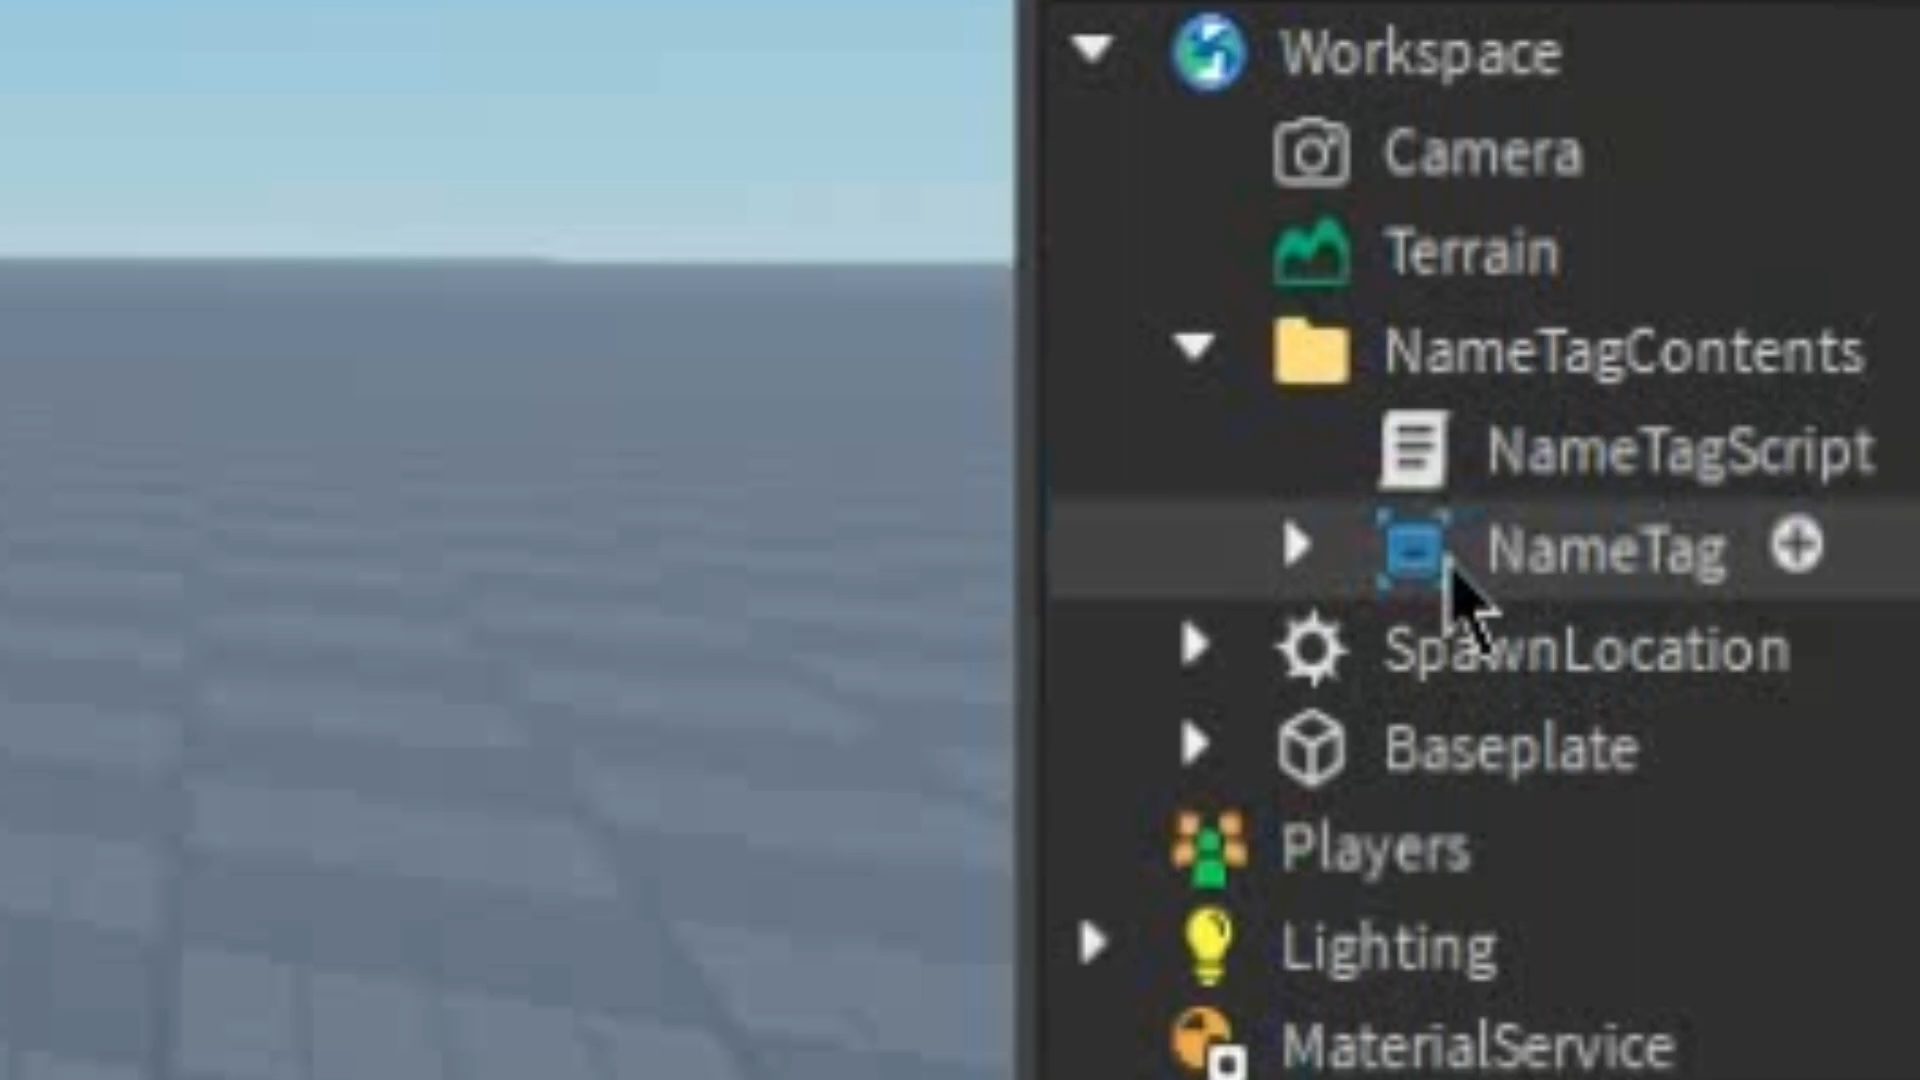 Workspace
Camera
Terrain
NameTagContents
NameTagScript
NameTag
SpawnLocation
Baseplate
Players
Lighting
MaterialService